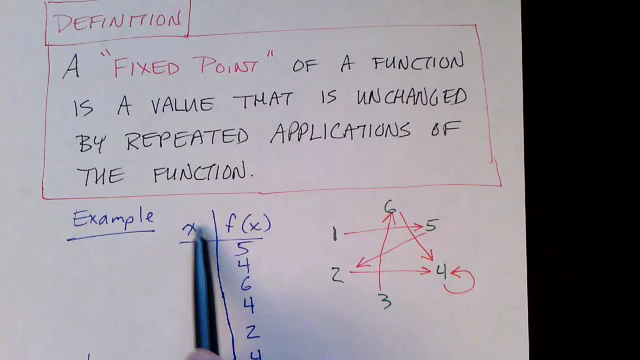 DEFINITION
A "FIXED POINT" OF A FUNCTION
IS A VALUE THAT IS UNCHANGED
BY REPEATED APPLICATIONS OF
THE FUNCTION.
Example
x f(x)
5
4
6
4
2
4
6
1 5
2 4
3